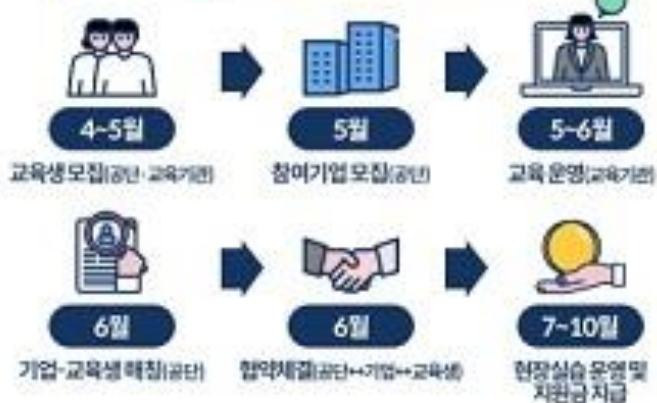 4~5월
5월
5~6월
교육생 모집(공단·교육기관)
참여기업 모집(공단)
교육 운영(교육기관)
6월
6월
7~10월
기업-교육생 매칭(공단)
협약체결(공단↔기업↔교육생)
현장실습 운영 및
지원금 지급